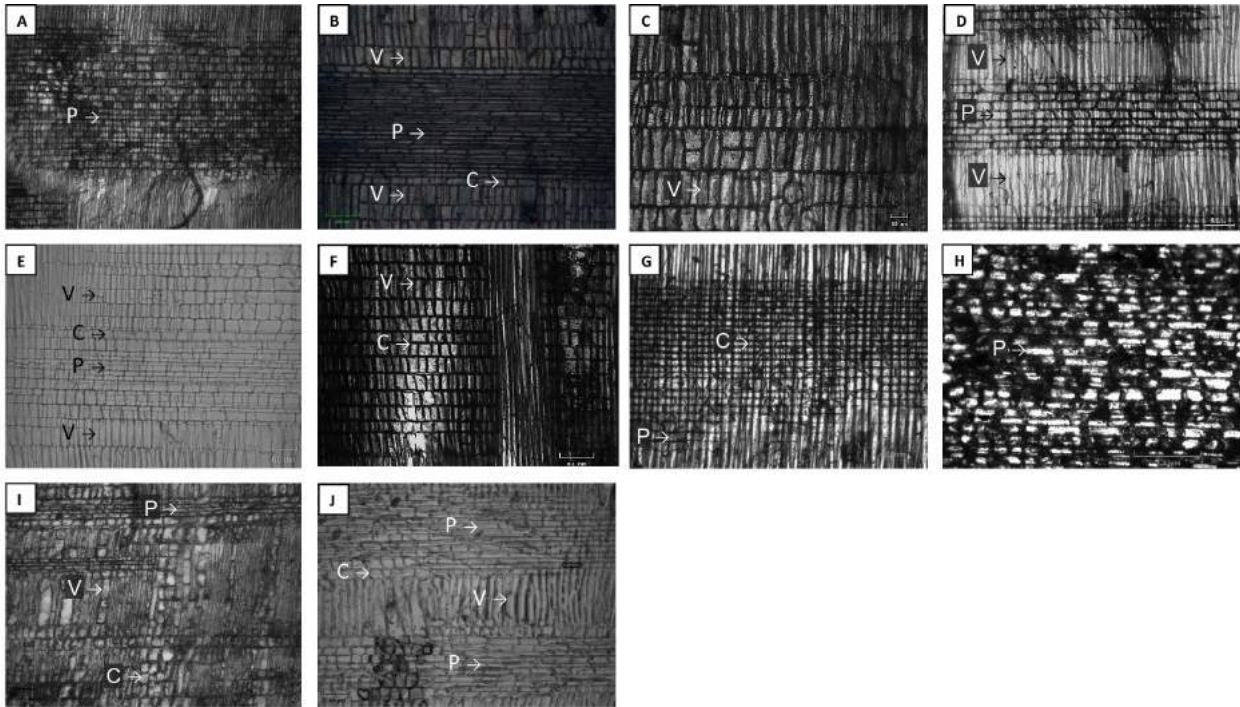 A
P →
B
V →
P →
C →
V →
C
V →
D
V →
P →
V →
E
V →
C →
P →
V →
F
V →
C →
G
C →
P →
H
P →
I
P →
V →
C →
J
P →
C →
V →
P →